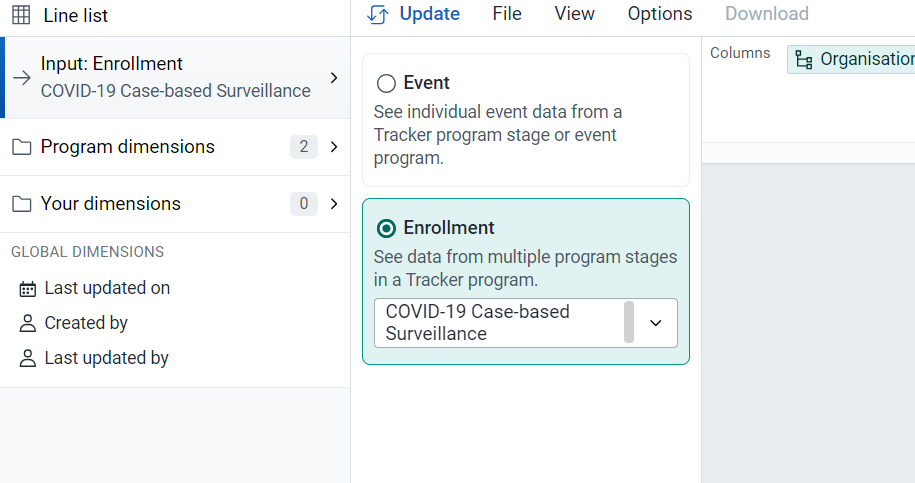 Line list
Update File View Options Download
Input: Enrollment
COVID-19 Case-based Surveillance
Program dimensions 2
Your dimensions 0
GLOBAL DIMENSIONS
Last updated on
Created by
Last updated by
Event
See individual event data from a
Tracker program stage or event
program.
Enrollment
See data from multiple program stages
in a Tracker program.
COVID-19 Case-based
Surveillance
Columns